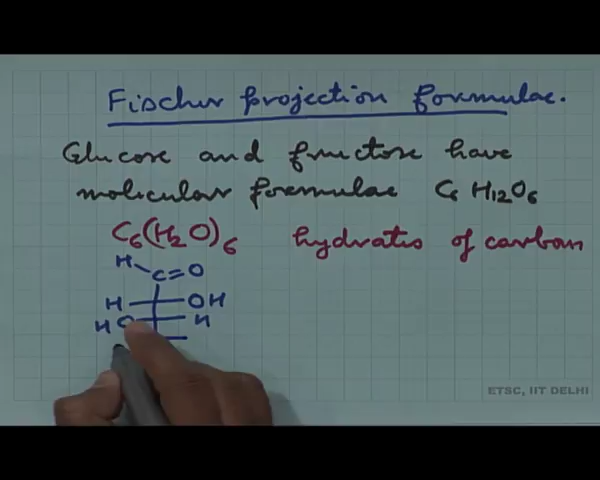 Fischer projection formulae.
Glucose and fructose have
molicular formulae C6 H12O6
C6(H2O)6 hydrates of carbon
H C=O
H OH
HO H
ETSC, IIT DELHI